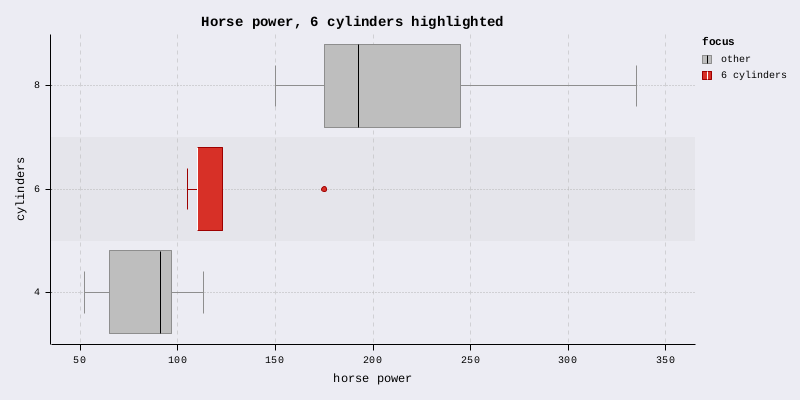 Horse power, 6 cylinders highlighted
focus
other
6 cylinders
cylinders
8
6
4
50 100 150 200 250 300 350
horse power